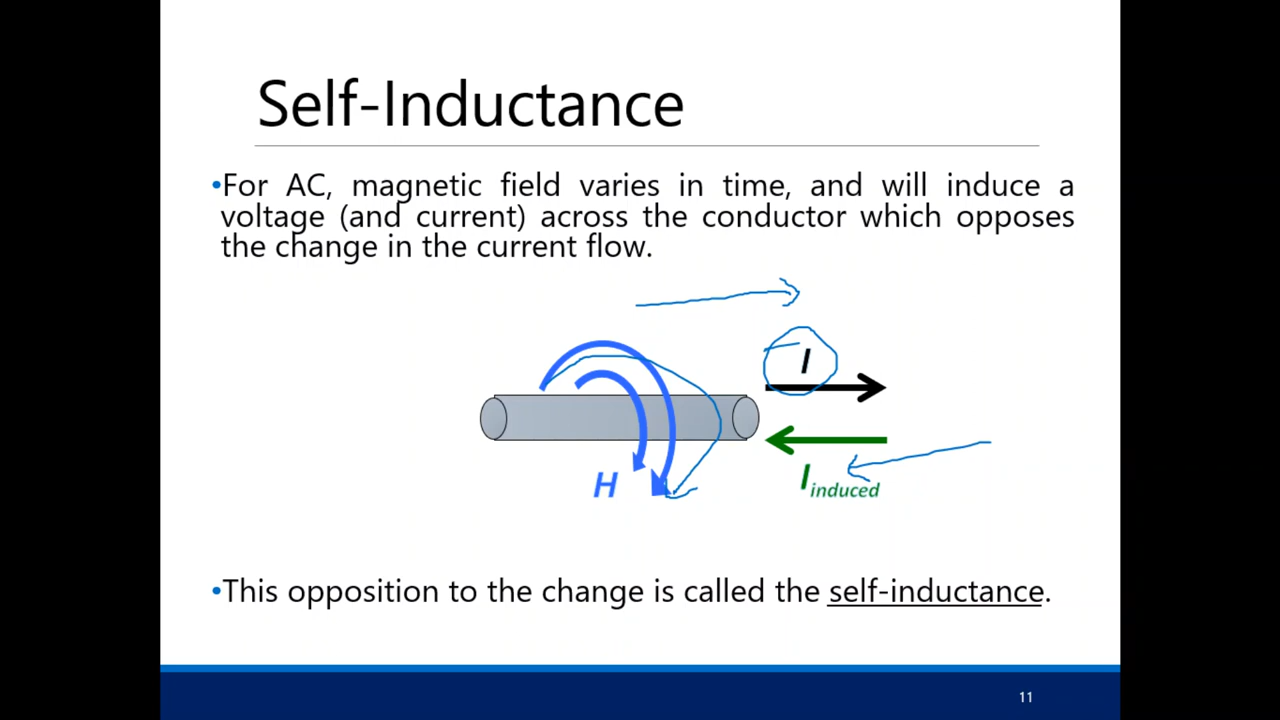 Self-Inductance
•For AC, magnetic field varies in time, and will induce a
voltage (and current) across the conductor which opposes
the change in the current flow.
I
H
I induced
•This opposition to the change is called the self-inductance.
11